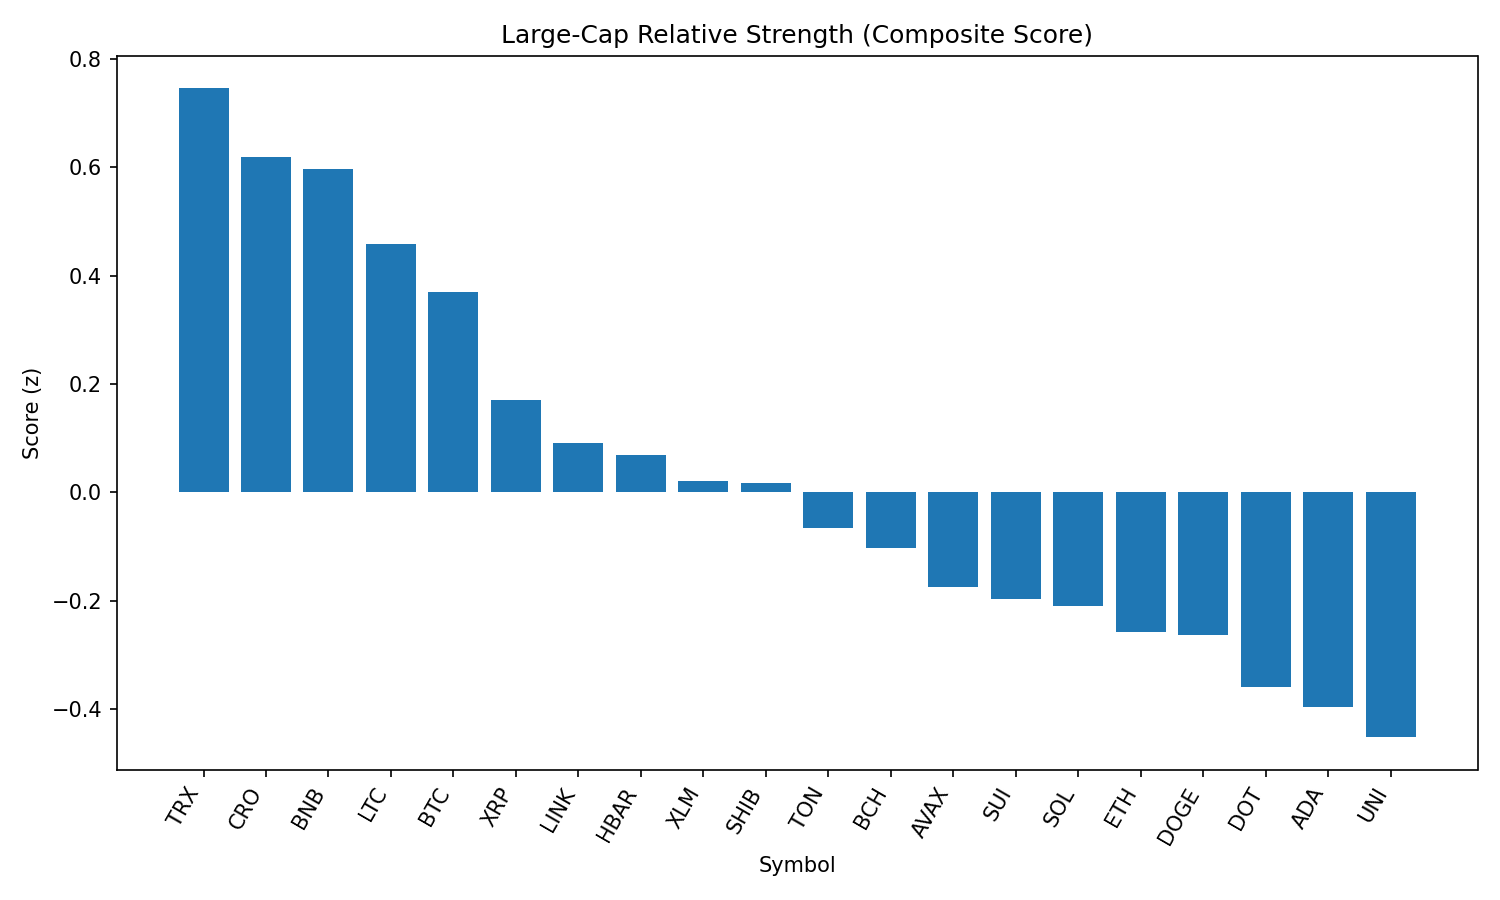 Large-Cap Relative Strength (Composite Score)
Score (z)
0.8
0.6
0.4
0.2
0.0
−0.2
−0.4
TRX
CRO
BNB
LTC
BTC
XRP
LINK
HBAR
XLM
SHIB
TON
BCH
AVAX
SUI
SOL
ETH
DOGE
DOT
ADA
UNI
Symbol